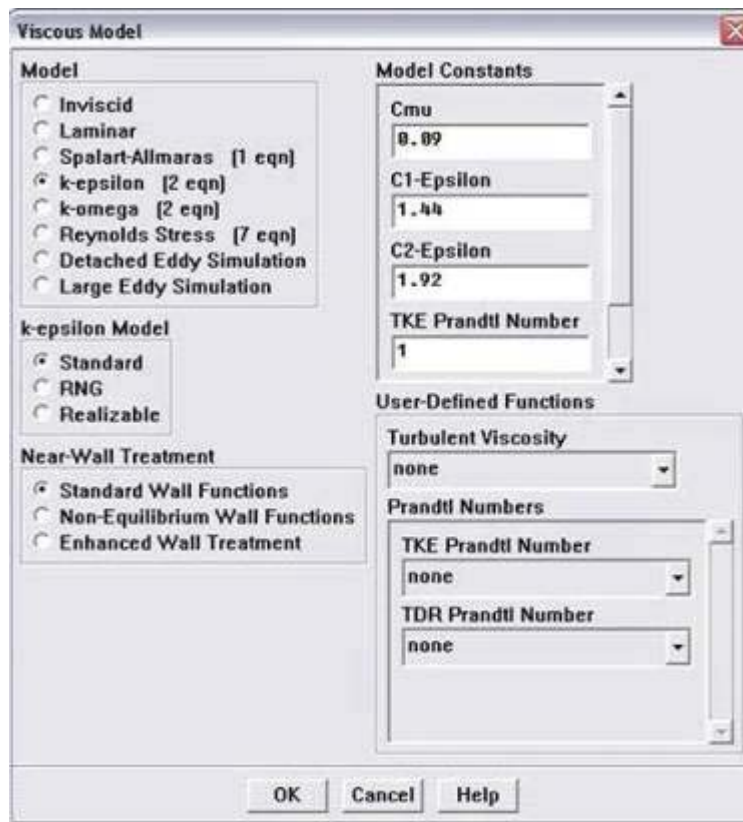 Viscous Model
Model
Inviscid
Laminar
Spalart-Allmaras (1 eqn)
k-epsilon (2 eqn)
k-omega (2 eqn)
Reynolds Stress (7 eqn)
Detached Eddy Simulation
Large Eddy Simulation
k-epsilon Model
Standard
RNG
Realizable
Near-Wall Treatment
Standard Wall Functions
Non-Equilibrium Wall Functions
Enhanced Wall Treatment
Model Constants
Cmu
0.09
C1-Epsilon
1.44
C2-Epsilon
1.92
TKE Prandtl Number
1
User-Defined Functions
Turbulent Viscosity
none
Prandtl Numbers
TKE Prandtl Number
none
TDR Prandtl Number
none
OK Cancel Help